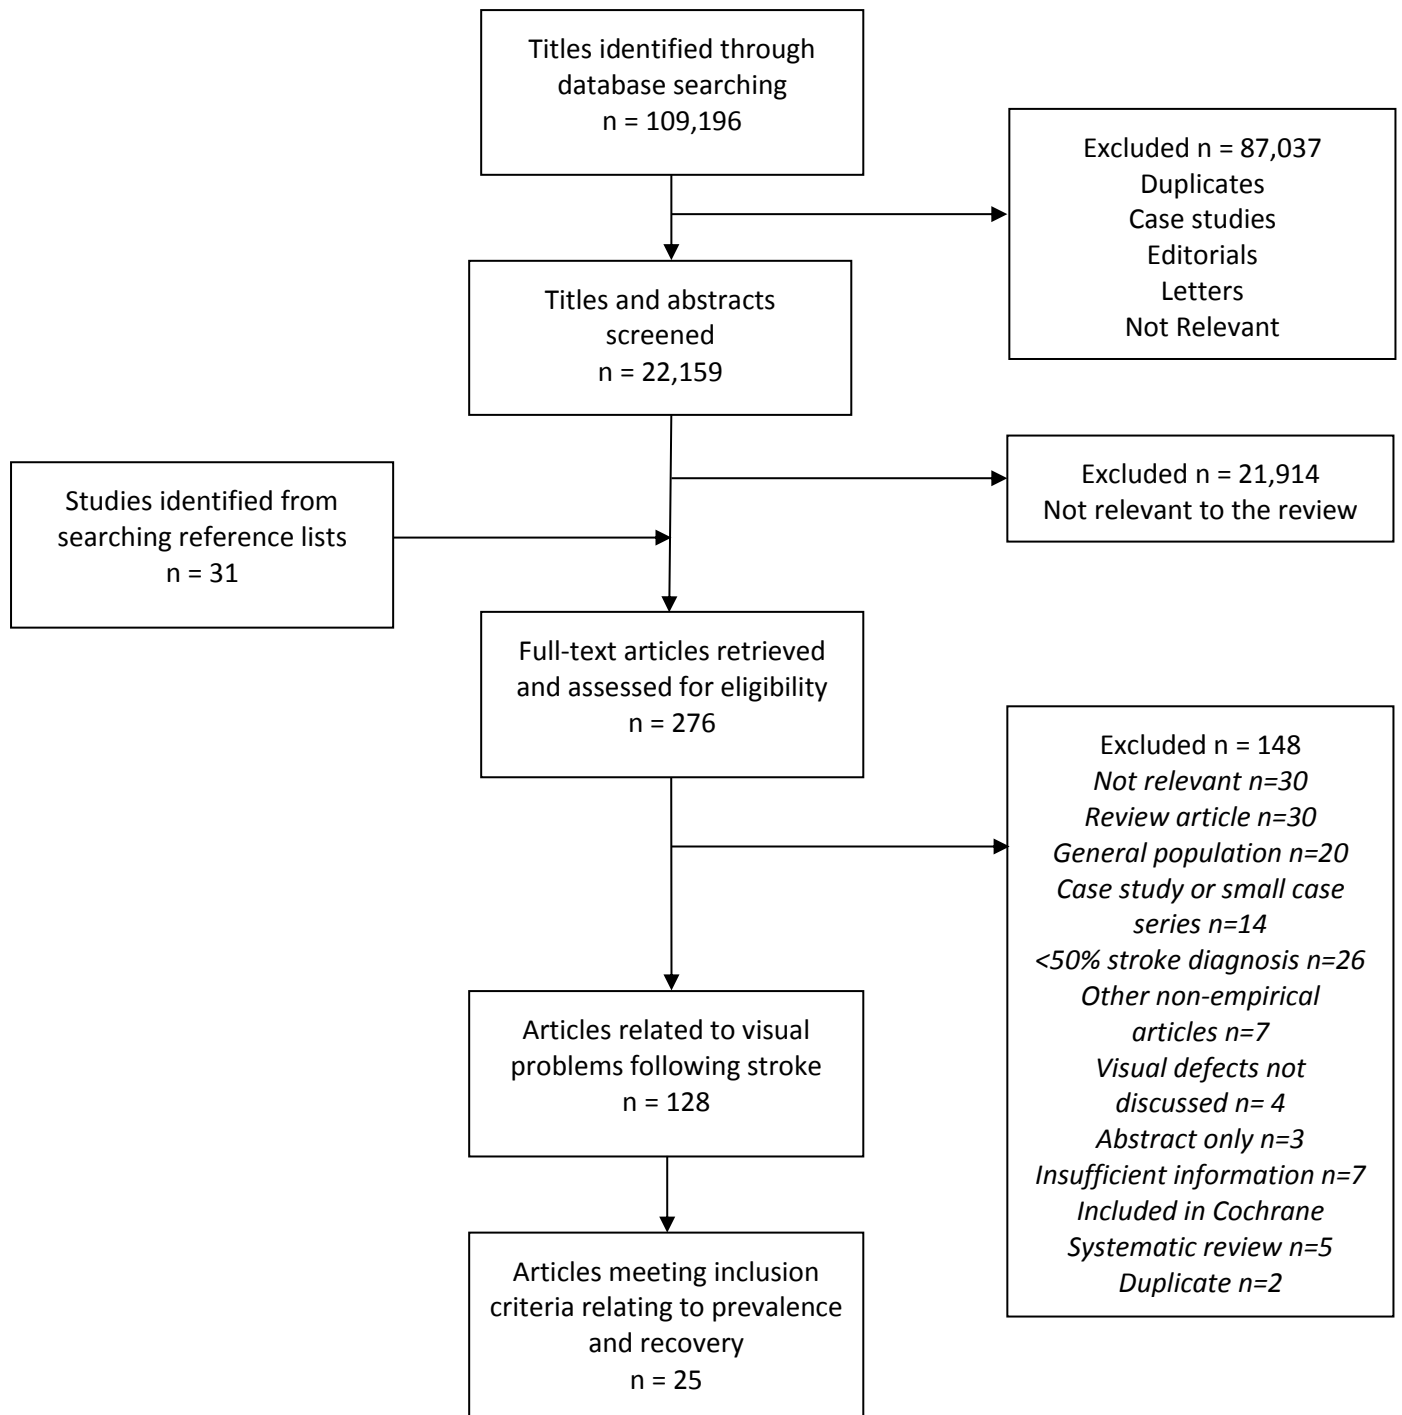 Titles identified through
database searching
n = 109,196
Excluded n = 87,037
Duplicates
Case studies
Editorials
Letters
Not Relevant
Titles and abstracts
screened
n = 22,159
Excluded n = 21,914
Not relevant to the review
Studies identified from
searching reference lists
n = 31
Full-text articles retrieved
and assessed for eligibility
n = 276
Excluded n = 148
Not relevant n=30
Review article n=30
General population n=20
Case study or small case
series n=14
<50% stroke diagnosis n=26
Other non-empirical
articles n=7
Visual defects not
discussed n= 4
Abstract only n=3
Insufficient information n=7
Included in Cochrane
Systematic review n=5
Duplicate n=2
Articles related to visual
problems following stroke
n = 128
Articles meeting inclusion
criteria relating to prevalence
and recovery
n = 25